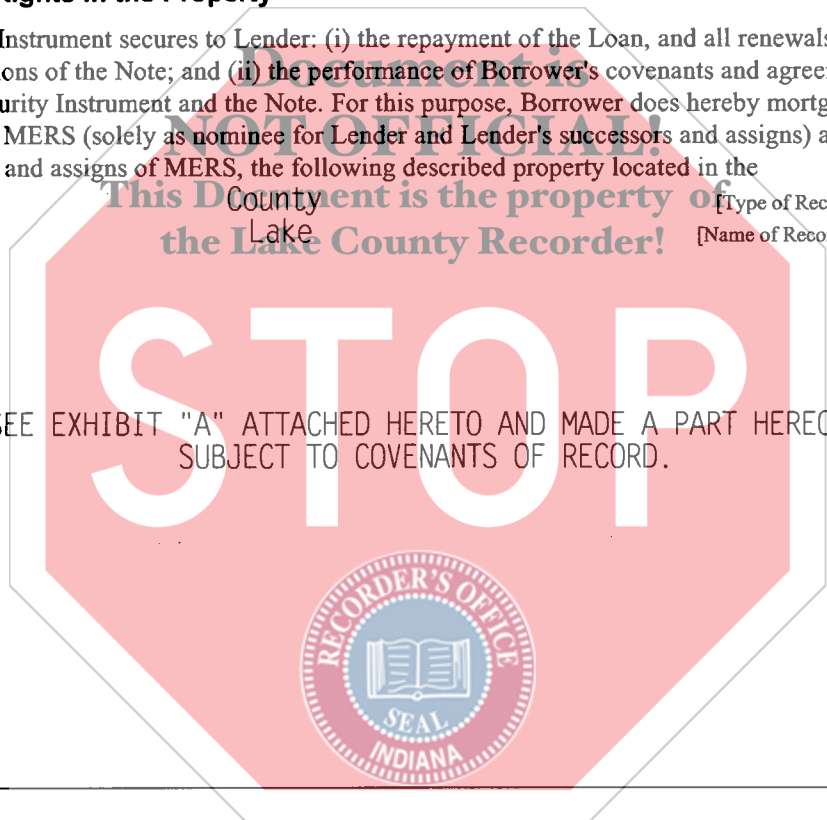 Rights in the Property
Instrument secures to Lender: (i) the repayment of the Loan, and all renewals
ons of the Note; and (ii) the performance of Borrower's covenants and agree
urity Instrument and the Note. For this purpose, Borrower does hereby mortg
MERS (solely as nominee for Lender and Lender's successors and assigns) a
and assigns of MERS, the following described property located in the
County [Type of Rec
Lake [Name of Reco
Document is
NOT OFFICIAL!
This Document is the property of
the Lake County Recorder!
STOP
SEE EXHIBIT "A" ATTACHED HERETO AND MADE A PART HEREO
SUBJECT TO COVENANTS OF RECORD.
RECORDER'S OFFICE
SEAL
INDIANA